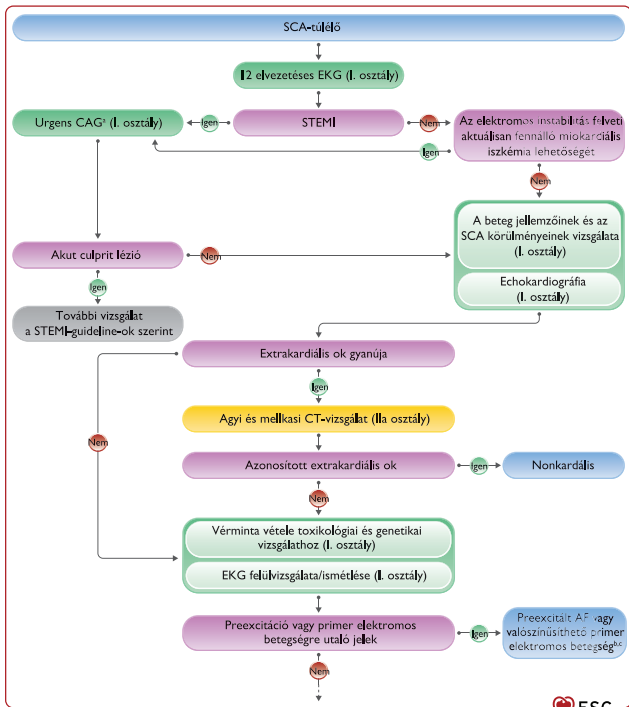 SCA-túlélő
12 elvezetéses EKG (I. osztály)
Urgens CAGᵃ (I. osztály)
Igen
STEMI
Nem
Az elektromos instabilitás felveti
aktuálisan fennálló miokardiális
iszkémia lehetőségét
Igen
Nem
A beteg jellemzőinek és az
SCA körülményeinek vizsgálata
(I. osztály)
Echokardiográfia
(I. osztály)
Akut culprit lézió
Nem
Igen
További vizsgálat
a STEMI-guideline-ok szerint
Extrakardiális ok gyanúja
Igen
Agyi és mellkasi CT-vizsgálat (IIa osztály)
Nem
Azonosított extrakardiális ok
Igen
Nonkardális
Nem
Vérminta vétele toxikológiai és genetikai
vizsgálathoz (I. osztály)
EKG felülvizsgálata/ismétlése (I. osztály)
Preexcitáció vagy primer elektromos
betegségre utaló jelek
Igen
Preexcitált AF vagy
valószínűsíthető primer
elektromos betegségᵇ,ᶜ
Nem
ESC